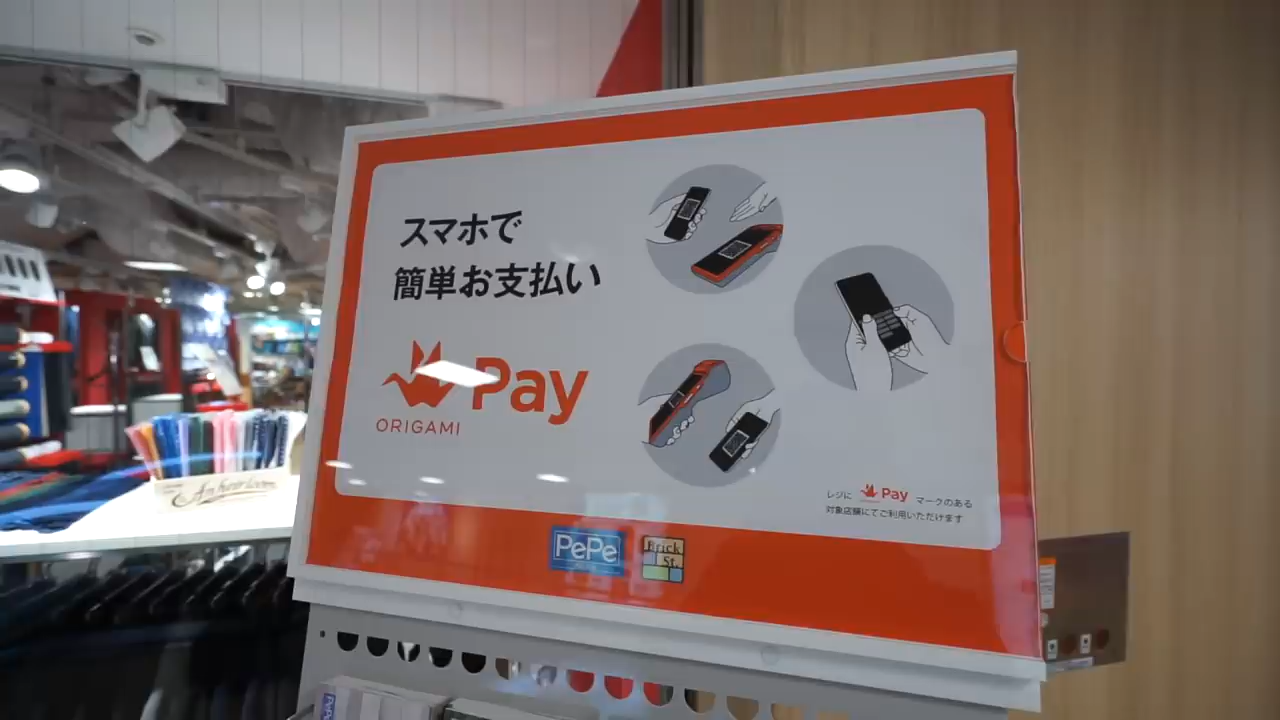 スマホで
簡単お支払い
Pay
ORIGAMI
レジに Pay マークのある
対象店舗にてご利用いただけます
PePe
Brick
St.
An heirloom